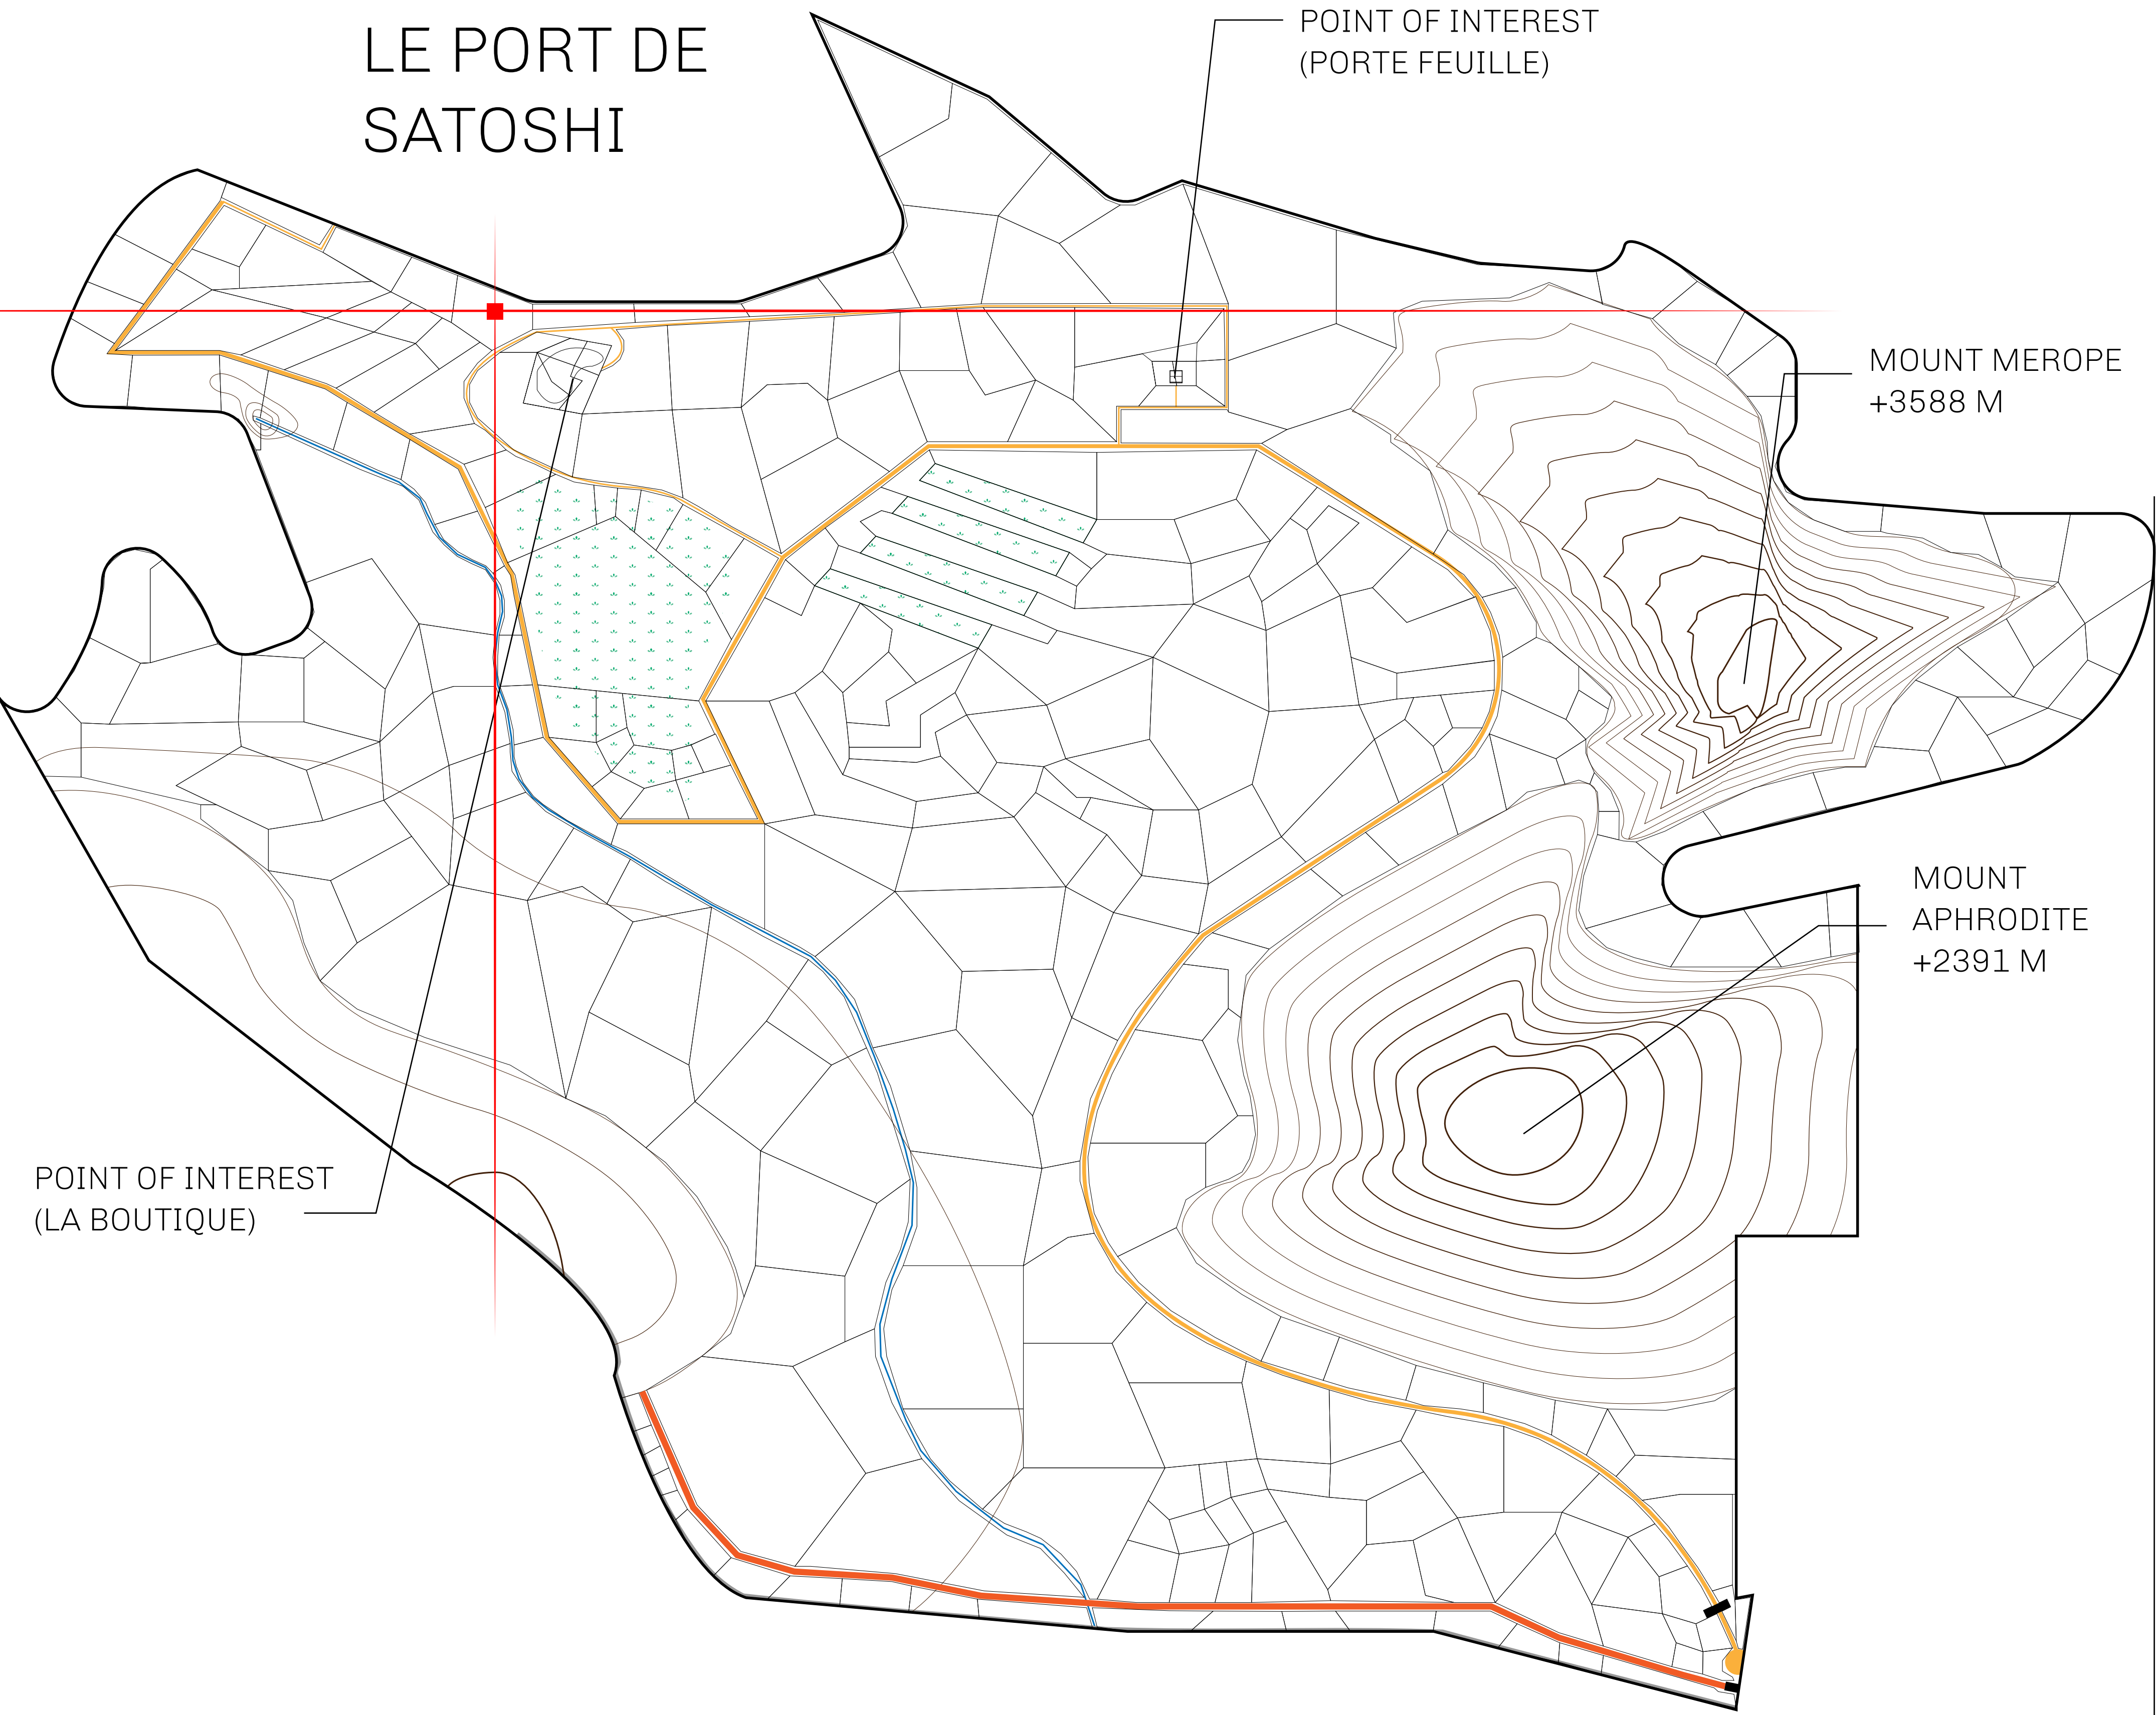 LE PORT DE
SATOSHI
POINT OF INTEREST
(PORTE FEUILLE)
MOUNT MEROPE
+3588 M
MOUNT
APHRODITE
+2391 M
POINT OF INTEREST
(LA BOUTIQUE)